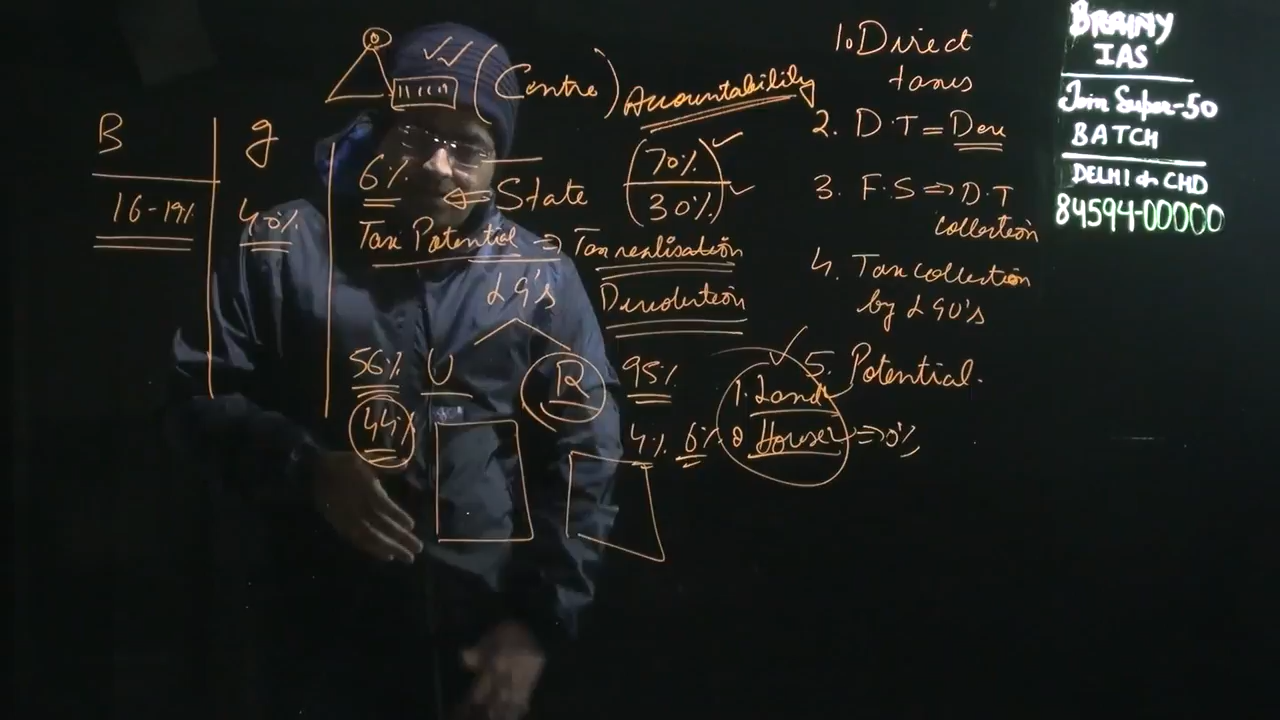 (Centre)
Accountability
B
g
6%
State
70%
30%
16-19%
4.0%
Tax Potential ⇒ Tax realisation
LG's
Devolution
56%
U
R
95%
44%
4%
6%
1. Land
Houses ⇒ 0%
1. Direct
taxes
2. D.T = Dev
3. F.S ⇒ D.T
collection
4. Tax collection
by LGO's
5. Potential.
BRAINY
IAS
Join Super-50
BATCH
DELHI & CHD
84594-00000